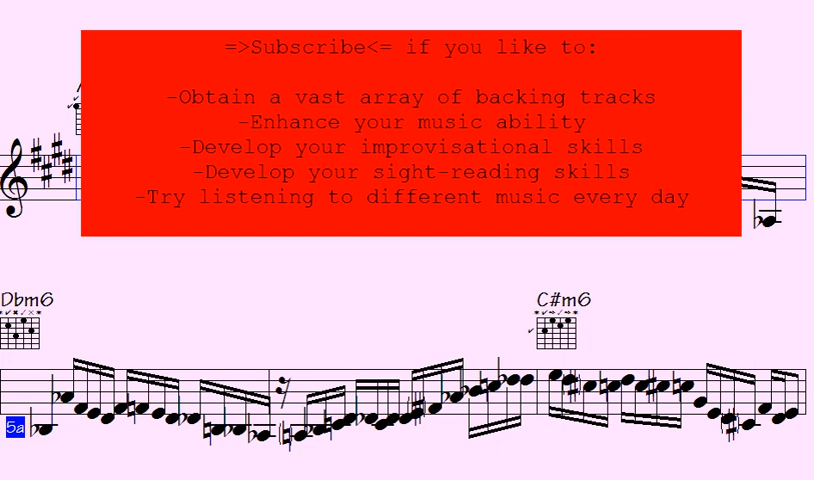 =>Subscribe<= if you like to:
-Obtain a vast array of backing tracks
-Enhance your music ability
-Develop your improvisational skills
-Develop your sight-reading skills
-Try listening to different music every day
Dbm6
C#m6
5a